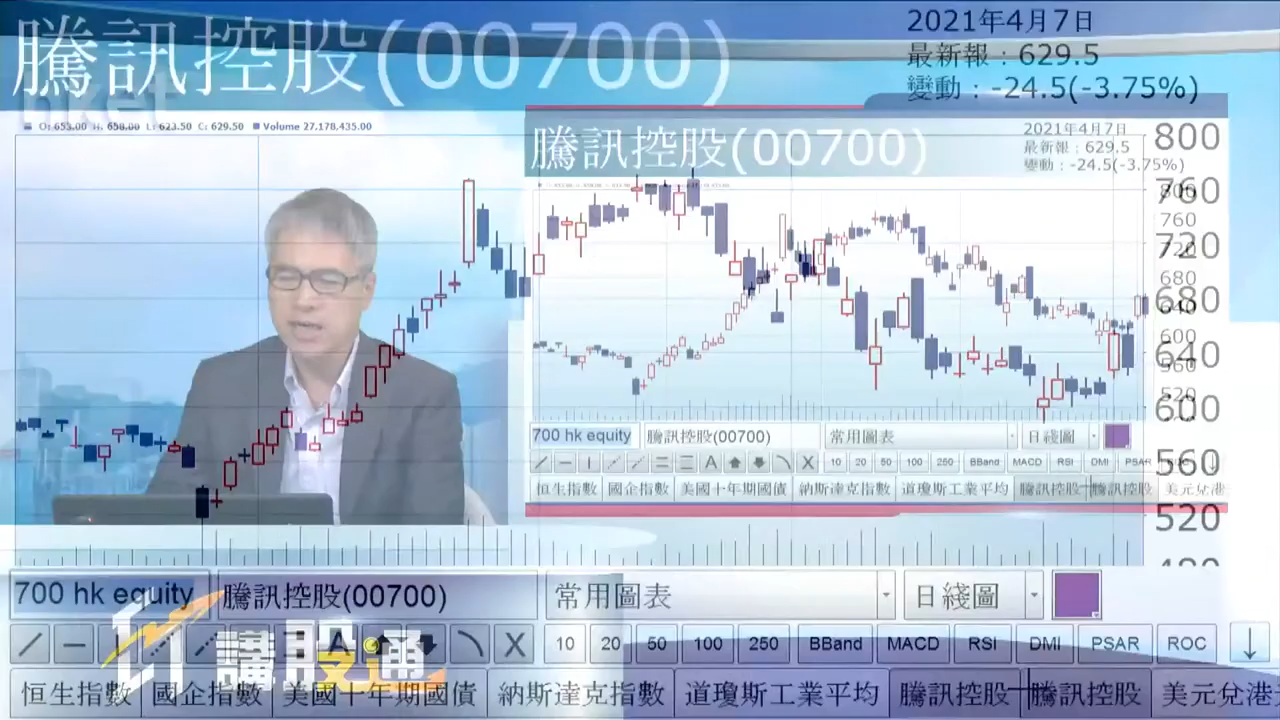 騰訊控股(00700)
2021年4月7日
最新報：629.5
變動：-24.5(-3.75%)
hket
O: 653.00 H: 658.00 L: 623.50 C: 629.50 Volume 27.178,435.00
騰訊控股(00700)
2021年4月7日
最新報：629.5
變動：-24.5(-3.75%)
800
760
720
680
640
600
560
520
760
680
600
520
700 hk equity 騰訊控股(00700) 常用圖表 日綫圖
A X 10 20 50 100 250 BBand MACD RSI DMI PSAR
恒生指數 國企指數 美國十年期國債 納斯達克指數 道瓊斯工業平均 騰訊控股 騰訊控股 美元兌港
700 hk equity 騰訊控股(00700) 常用圖表 日綫圖
A X 10 20 50 100 250 BBand MACD RSI DMI PSAR ROC
講股通
恒生指數 國企指數 美國十年期國債 納斯達克指數 道瓊斯工業平均 騰訊控股 騰訊控股 美元兌港